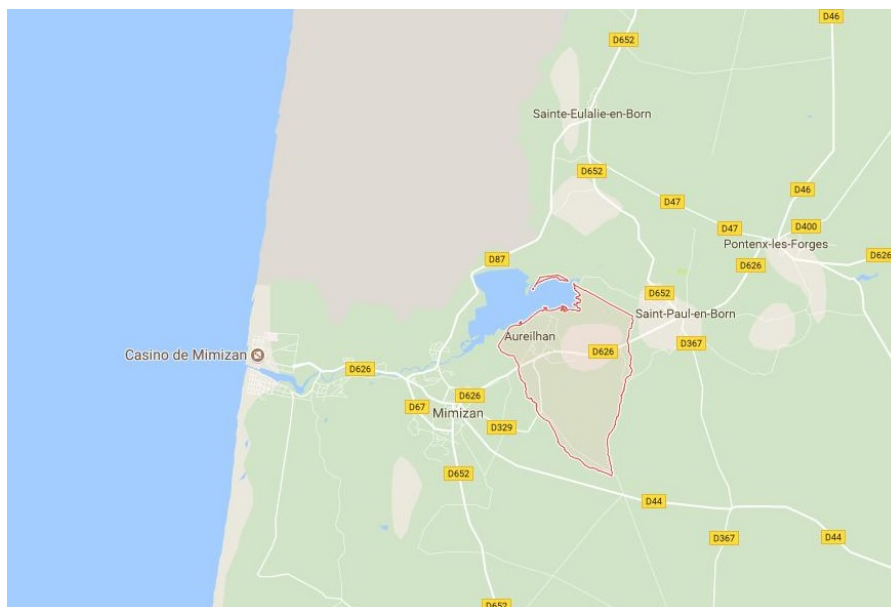 D46
D652
Sainte-Eulalie-en-Born
D652
D46
D47
D47
D400
Pontenx-les-Forges
D626
D87
D626
D652
Saint-Paul-en-Born
Aureilhan
D367
D626
Casino de Mimizan
D626
D626
D67
Mimizan
D329
D652
D44
D367
D44
D652